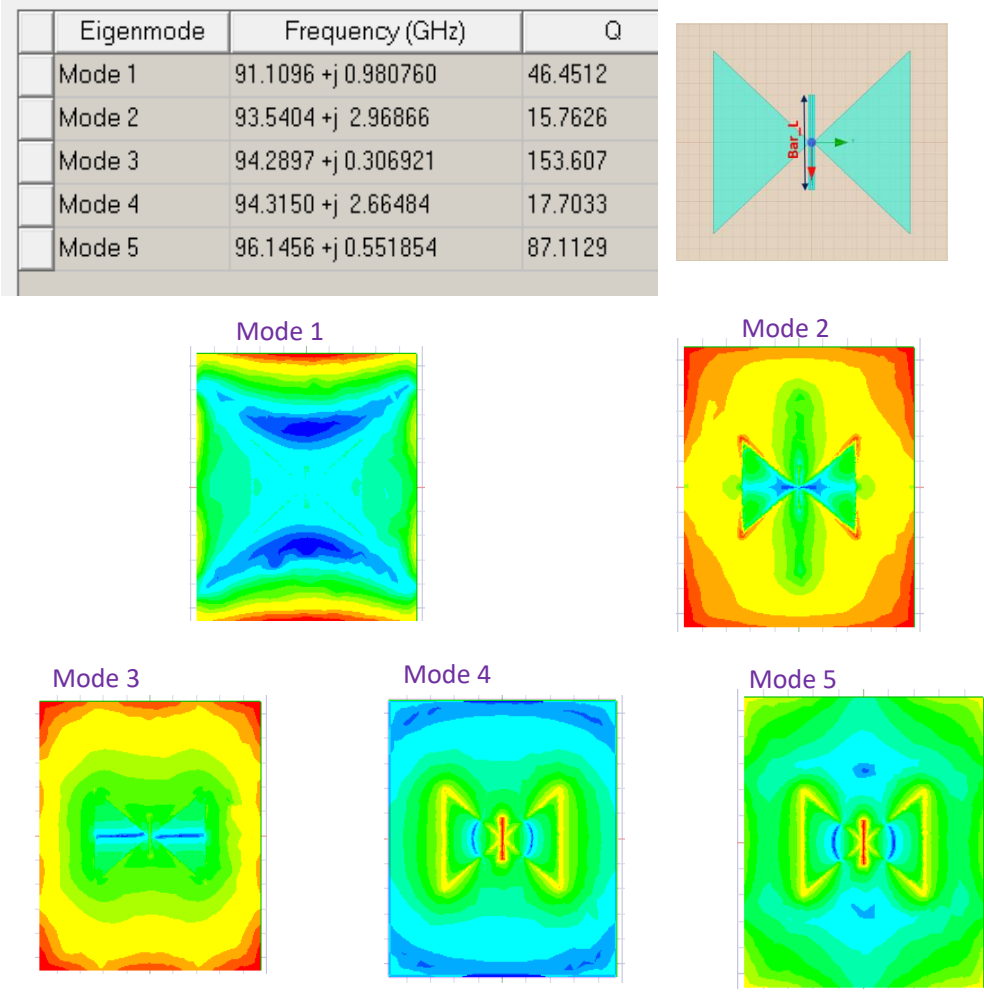 Eigenmode Frequency (GHz) Q
Mode 1 91.1096 +j 0.980760 46.4512
Mode 2 93.5404 +j 2.96866 15.7626
Mode 3 94.2897 +j 0.306921 153.607
Mode 4 94.3150 +j 2.66484 17.7033
Mode 5 96.1456 +j 0.551854 87.1129
Bar_L
Mode 1
Mode 2
Mode 3
Mode 4
Mode 5